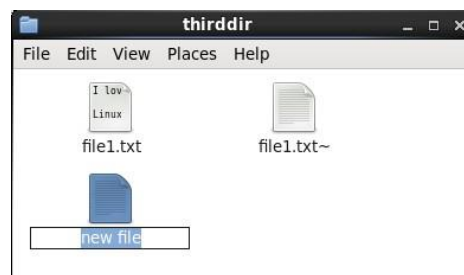 thirddir
File Edit View Places Help
I lov
Linux
file1.txt
file1.txt~
new file